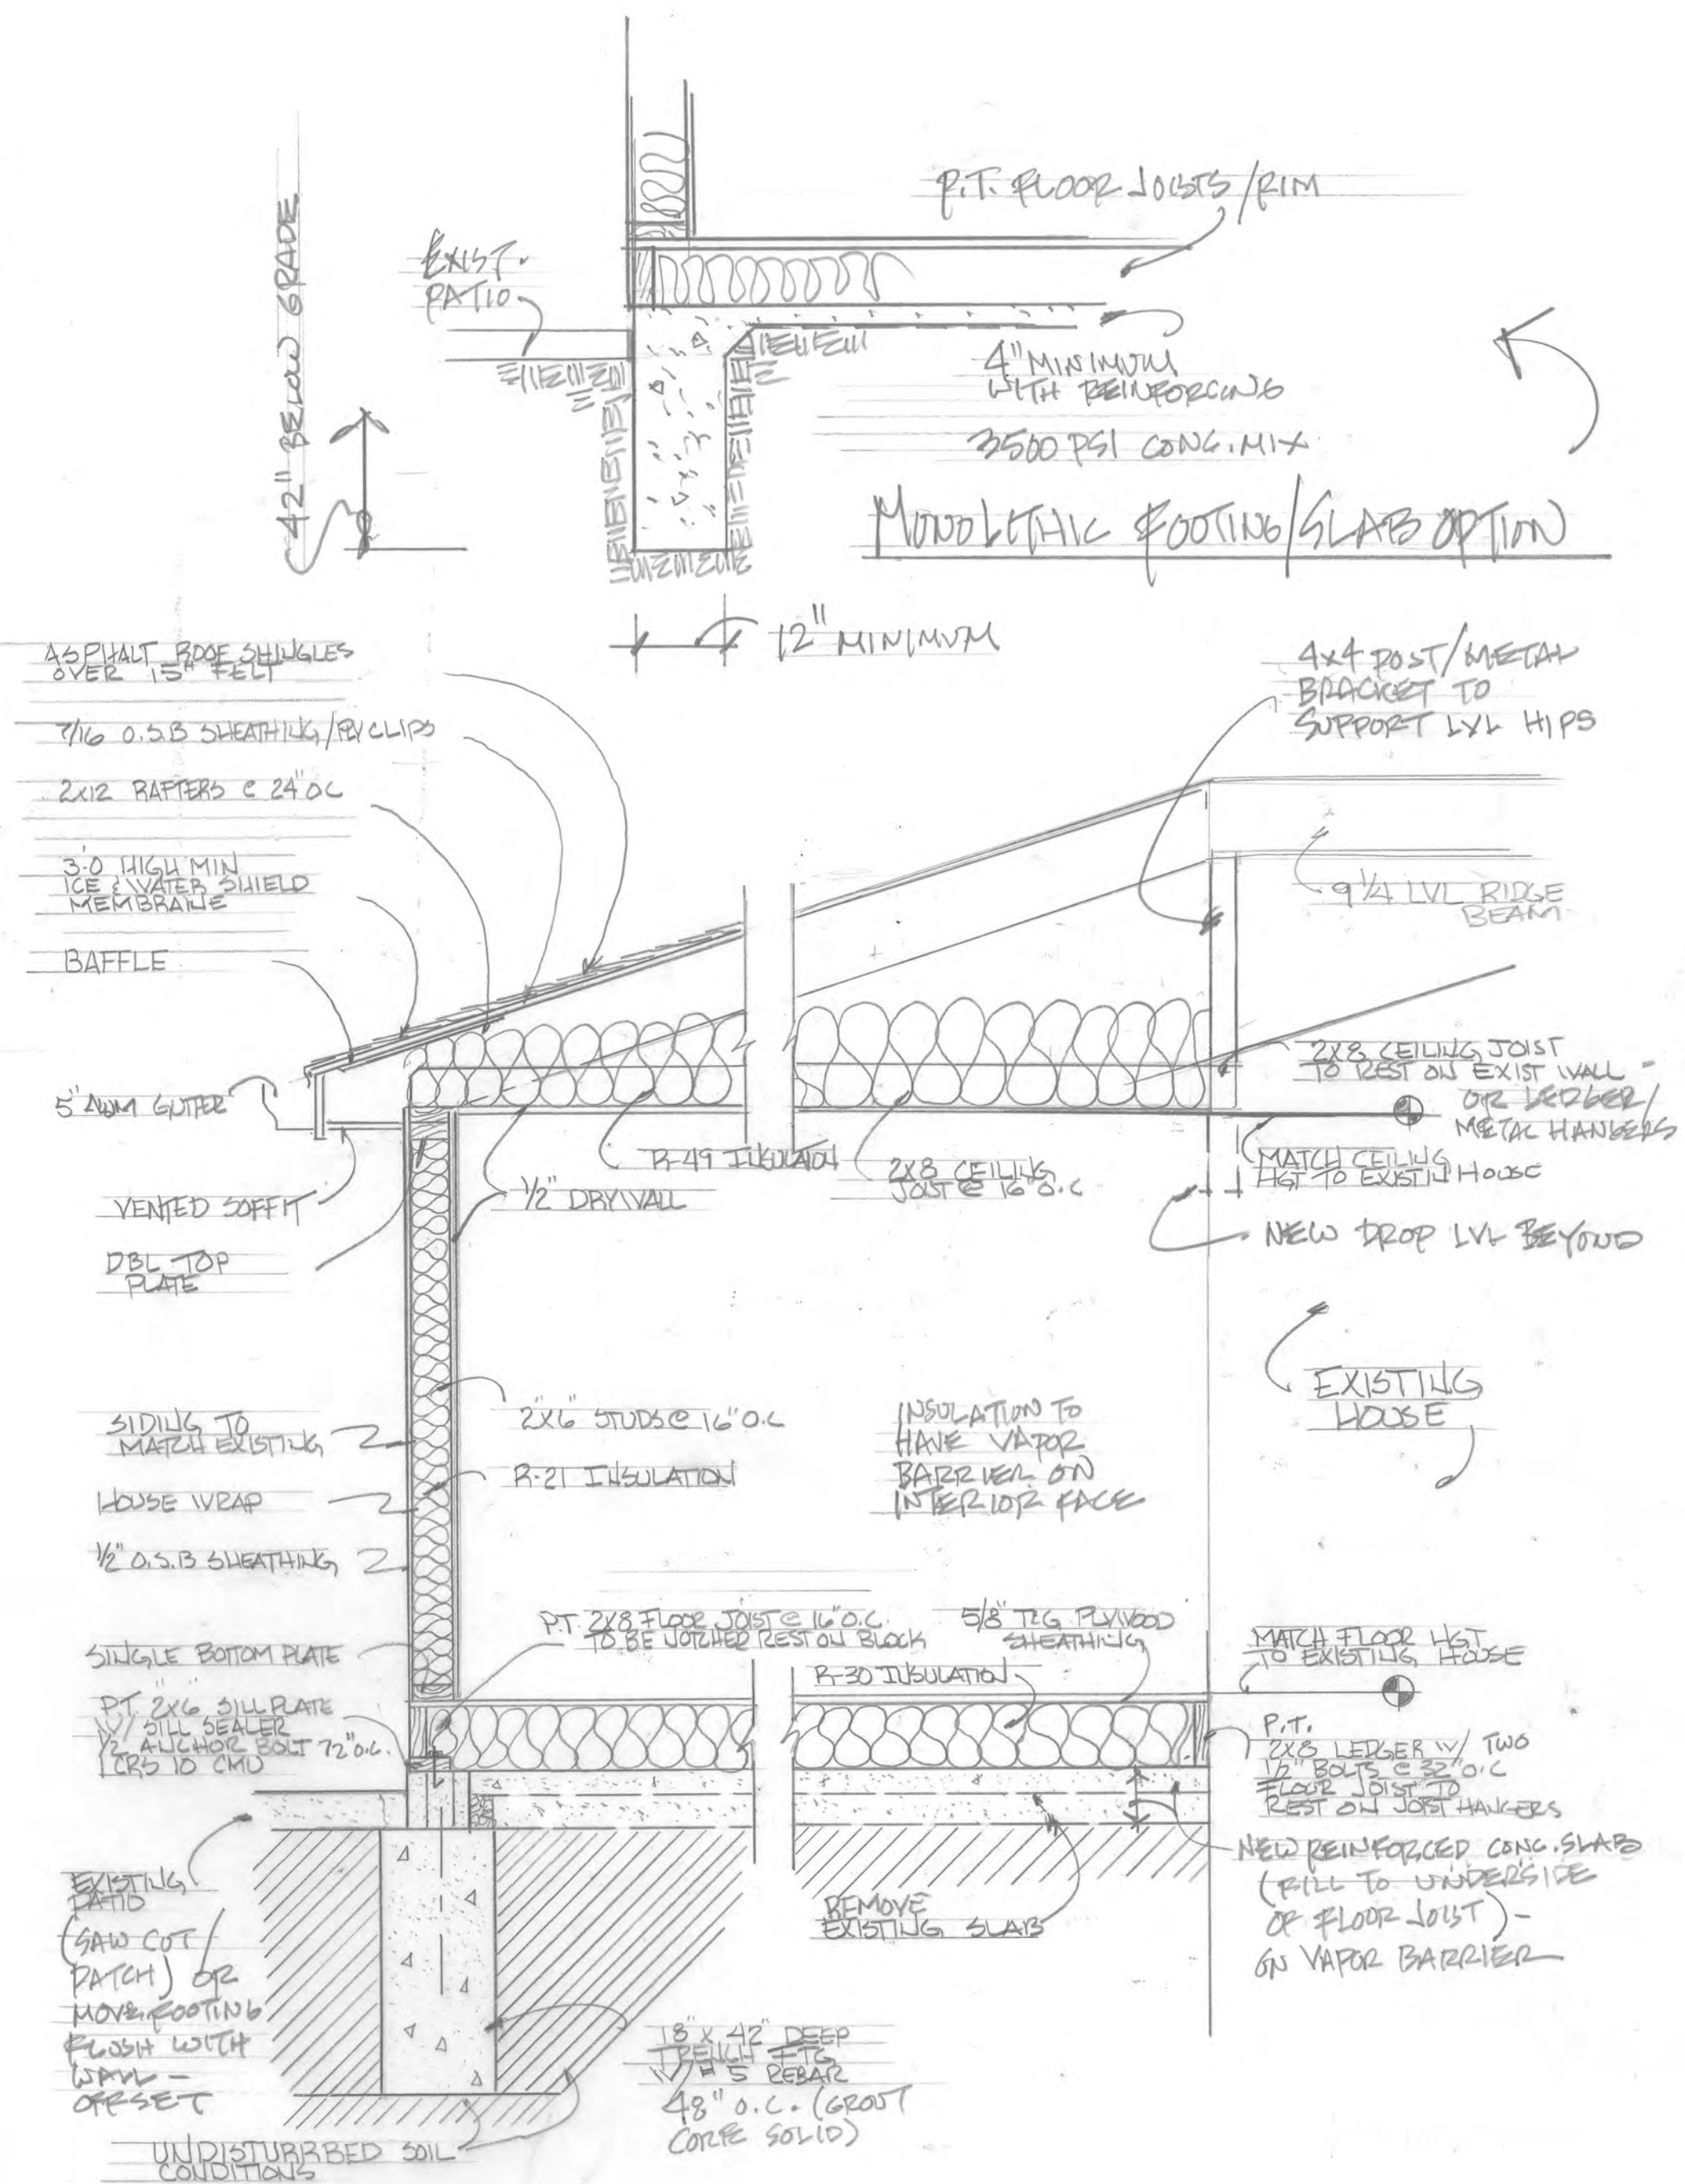 42" BELOW GRADE
EXIST.
PATIO
P.T. FLOOR JOISTS/RIM
4" MINIMUM
WITH REINFORCING
3500 PSI CONC. MIX
MONOLITHIC FOOTING/SLAB OPTION
12" MINIMUM
ASPHALT ROOF SHINGLES
OVER 15# FELT
7/16 O.S.B SHEATHING/PLY CLIPS
2x12 RAFTERS @ 24" OC
3'-0 HIGH MIN
ICE & WATER SHIELD
MEMBRANE
BAFFLE
5" ALUM GUTTER
VENTED SOFFIT
DBL TOP
PLATE
4x4 POST/METAL
BRACKET TO
SUPPORT LVL HIPS
9 1/4 LVL RIDGE
BEAM
2X8 CEILING JOIST
TO REST ON EXIST WALL -
OR LEDGER/
METAL HANGERS
MATCH CEILING
HGT TO EXISTIN HOUSE
NEW DROP LVL BEYOND
R-49 INSULATION
1/2" DRYWALL
2X8 CEILING
JOIST @ 16" O.C
SIDING TO
MATCH EXISTING
HOUSE WRAP
1/2" O.S.B SHEATHING
2"X6" STUDS @ 16" O.C
R-21 INSULATION
INSULATION TO
HAVE VAPOR
BARRIER ON
INTERIOR FACE
EXISTING
HOUSE
SINGLE BOTTOM PLATE
P.T. 2"X6" SILL PLATE
W/ SILL SEALER
1/2" ANCHOR BOLT 72" O.C.
1 CRS 10 CMU
P.T. 2X8 FLOOR JOIST @ 16" O.C.
TO BE NOTCHED REST ON BLOCK
5/8" T&G PLYWOOD
SHEATHING
R-30 INSULATION
MATCH FLOOR HGT
TO EXISTING HOUSE
P.T.
2X8 LEDGER W/ TWO
1/2" BOLTS @ 32" O.C
FLOOR JOIST TO
REST ON JOIST HANGERS
NEW REINFORCED CONC. SLAB
(FILL TO UNDERSIDE
OF FLOOR JOIST) -
ON VAPOR BARRIER
REMOVE
EXISTING SLAB
EXISTING
PATIO
(SAW CUT/
PATCH) OR
MOVE FOOTING
FLUSH WITH
WALL -
OFFSET
18" X 42" DEEP
TRENCH FTG
W/ # 5 REBAR
48" O.C. (GROUT
CORE SOLID)
UNDISTURBBED SOIL
CONDITIONS